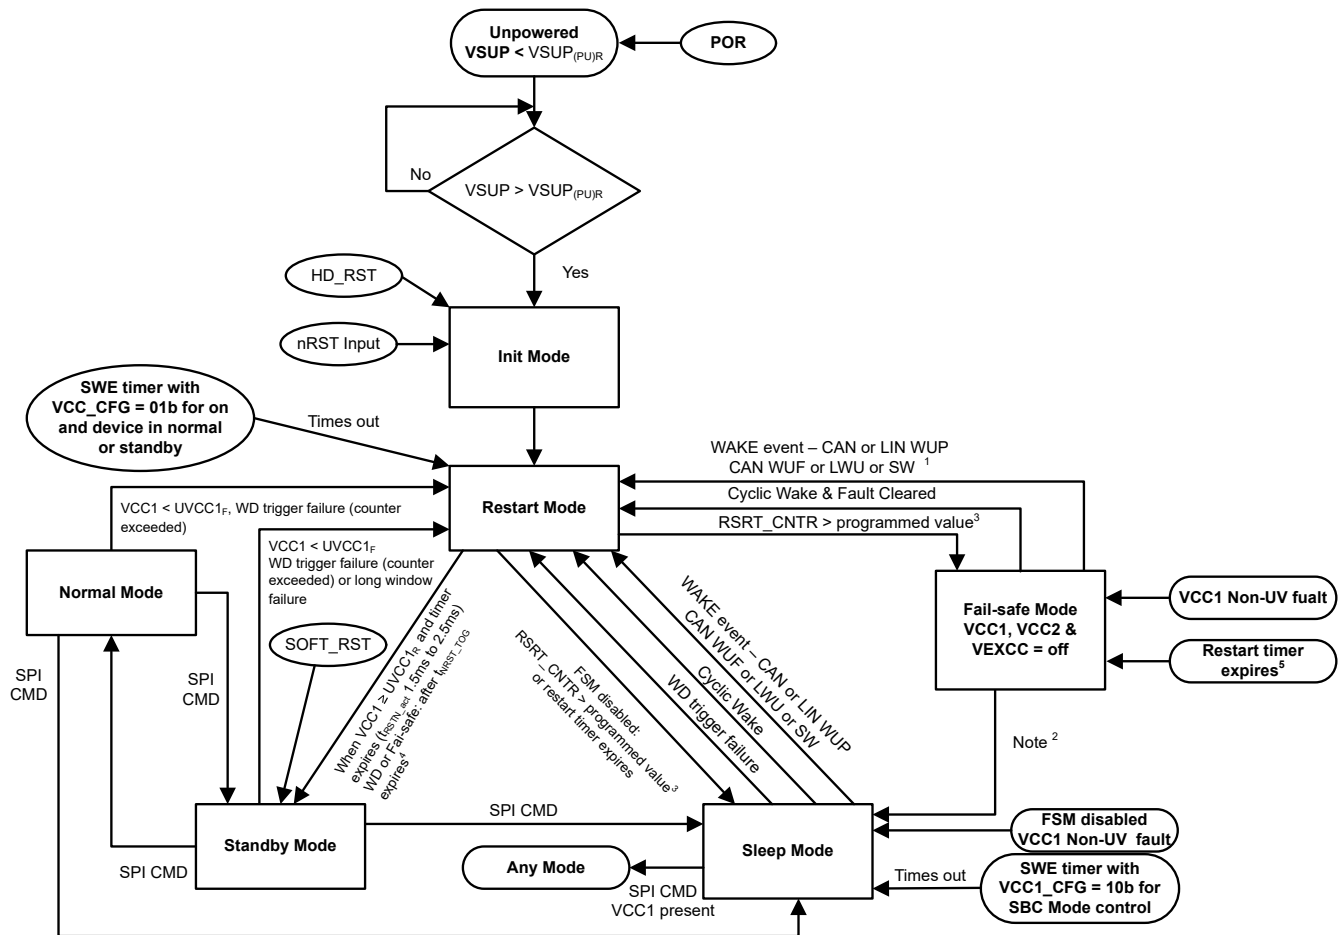 Unpowered
VSUP < VSUP(PU)R
POR
No
VSUP > VSUP(PU)R
Yes
HD_RST
nRST Input
Init Mode
SWE timer with
VCC_CFG = 01b for on
and device in normal
or standby
Times out
WAKE event – CAN or LIN WUP
CAN WUF or LWU or SW 1
Cyclic Wake & Fault Cleared
RSRT_CNTR > programmed value3
Restart Mode
VCC1 < UVCC1F, WD trigger failure (counter
exceeded)
VCC1 < UVCC1F
WD trigger failure (counter
exceeded) or long window
failure
Normal Mode
SOFT_RST
When VCC1 ≥ UVCC1R and timer
expires (tRSTN_act 1.5ms to 2.5ms)
WD or Fai-safe: after tNRST_TOG
expires4
FSM disabled:
RSRT_CNTR > programmed value3
or restart timer expires
WD trigger failure
Cyclic Wake
WAKE event – CAN or LIN WUP
CAN WUF or LWU or SW
Fail-safe Mode
VCC1, VCC2 &
VEXCC = off
VCC1 Non-UV fualt
Restart timer
expires5
SPI
CMD
SPI
CMD
Note 2
Standby Mode
SPI CMD
SPI CMD
Sleep Mode
FSM disabled
VCC1 Non-UV fault
Any Mode
SPI CMD
VCC1 present
Times out
SWE timer with
VCC1_CFG = 10b for
SBC Mode control